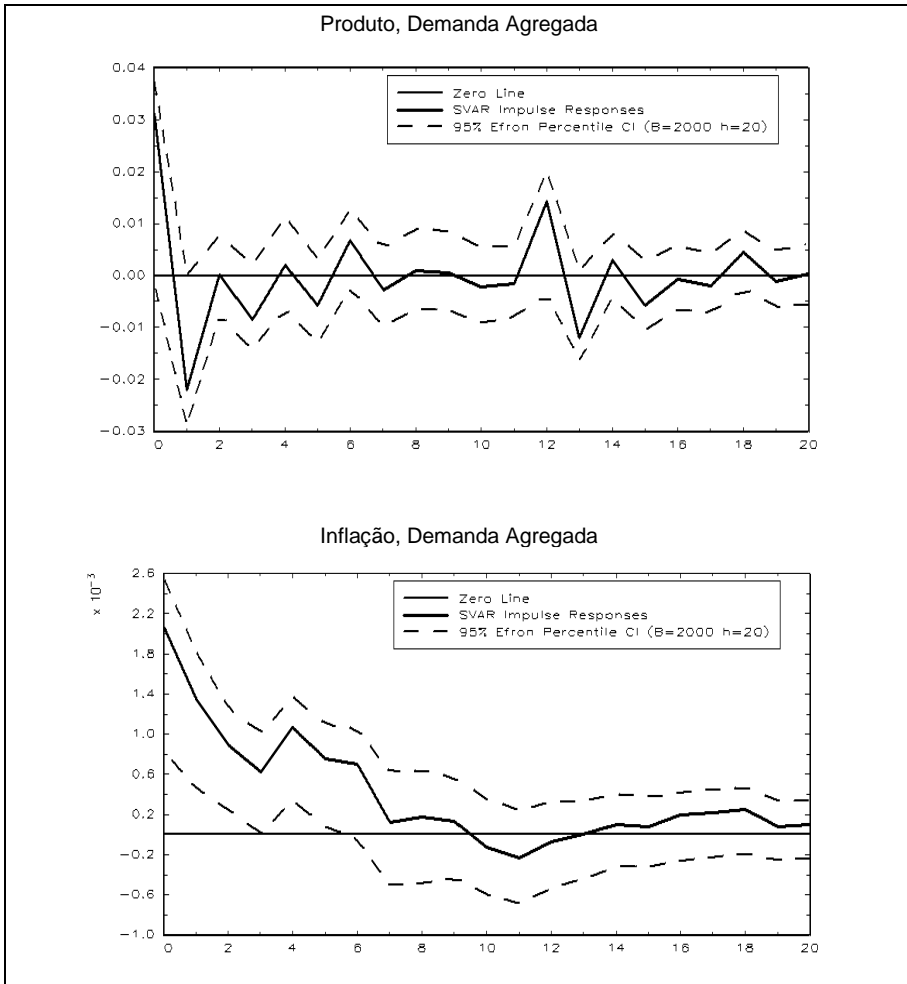 Produto, Demanda Agregada
0.04
0.03
0.02
0.01
0.00
−0.01
−0.02
−0.03
Zero Line
SVAR Impulse Responses
95% Efron Percentile CI (B=2000 h=20)
0 2 4 6 8 10 12 14 16 18 20
Inflação, Demanda Agregada
x 10⁻³
2.6
2.2
1.8
1.4
1.0
0.6
0.2
−0.2
−0.6
−1.0
Zero Line
SVAR Impulse Responses
95% Efron Percentile CI (B=2000 h=20)
0 2 4 6 8 10 12 14 16 18 20